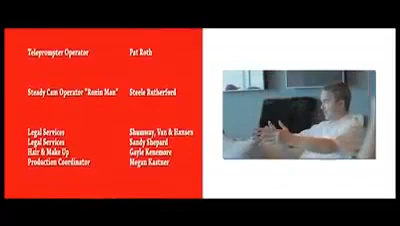 Teleprompter Operator Pat Roth
Steady Cam Operator "Ronin Man" Steele Rutherford
Legal Services Shumway, Van & Hansen
Legal Services Sandy Shepard
Hair & Make Up Gayle Kenemore
Production Coordinator Megan Kastner